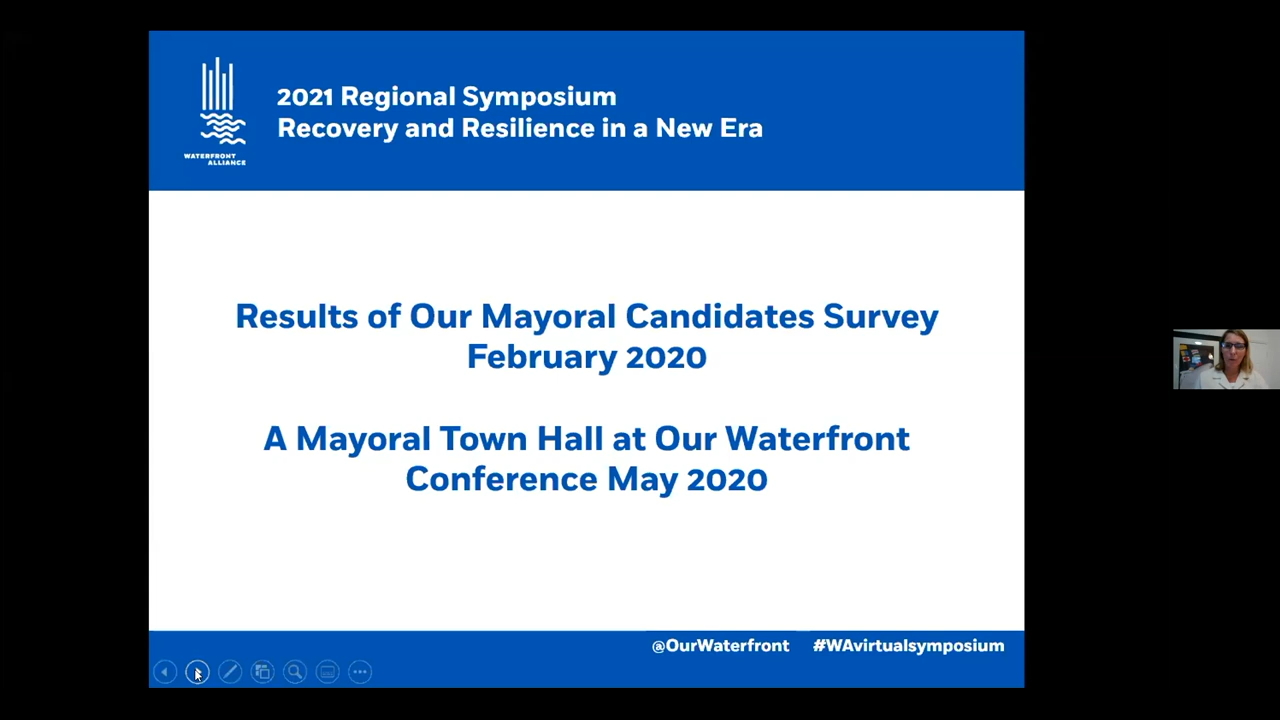 2021 Regional Symposium
Recovery and Resilience in a New Era
WATERFRONT
ALLIANCE
Results of Our Mayoral Candidates Survey
February 2020
A Mayoral Town Hall at Our Waterfront
Conference May 2020
@OurWaterfront #WAvirtualsymposium